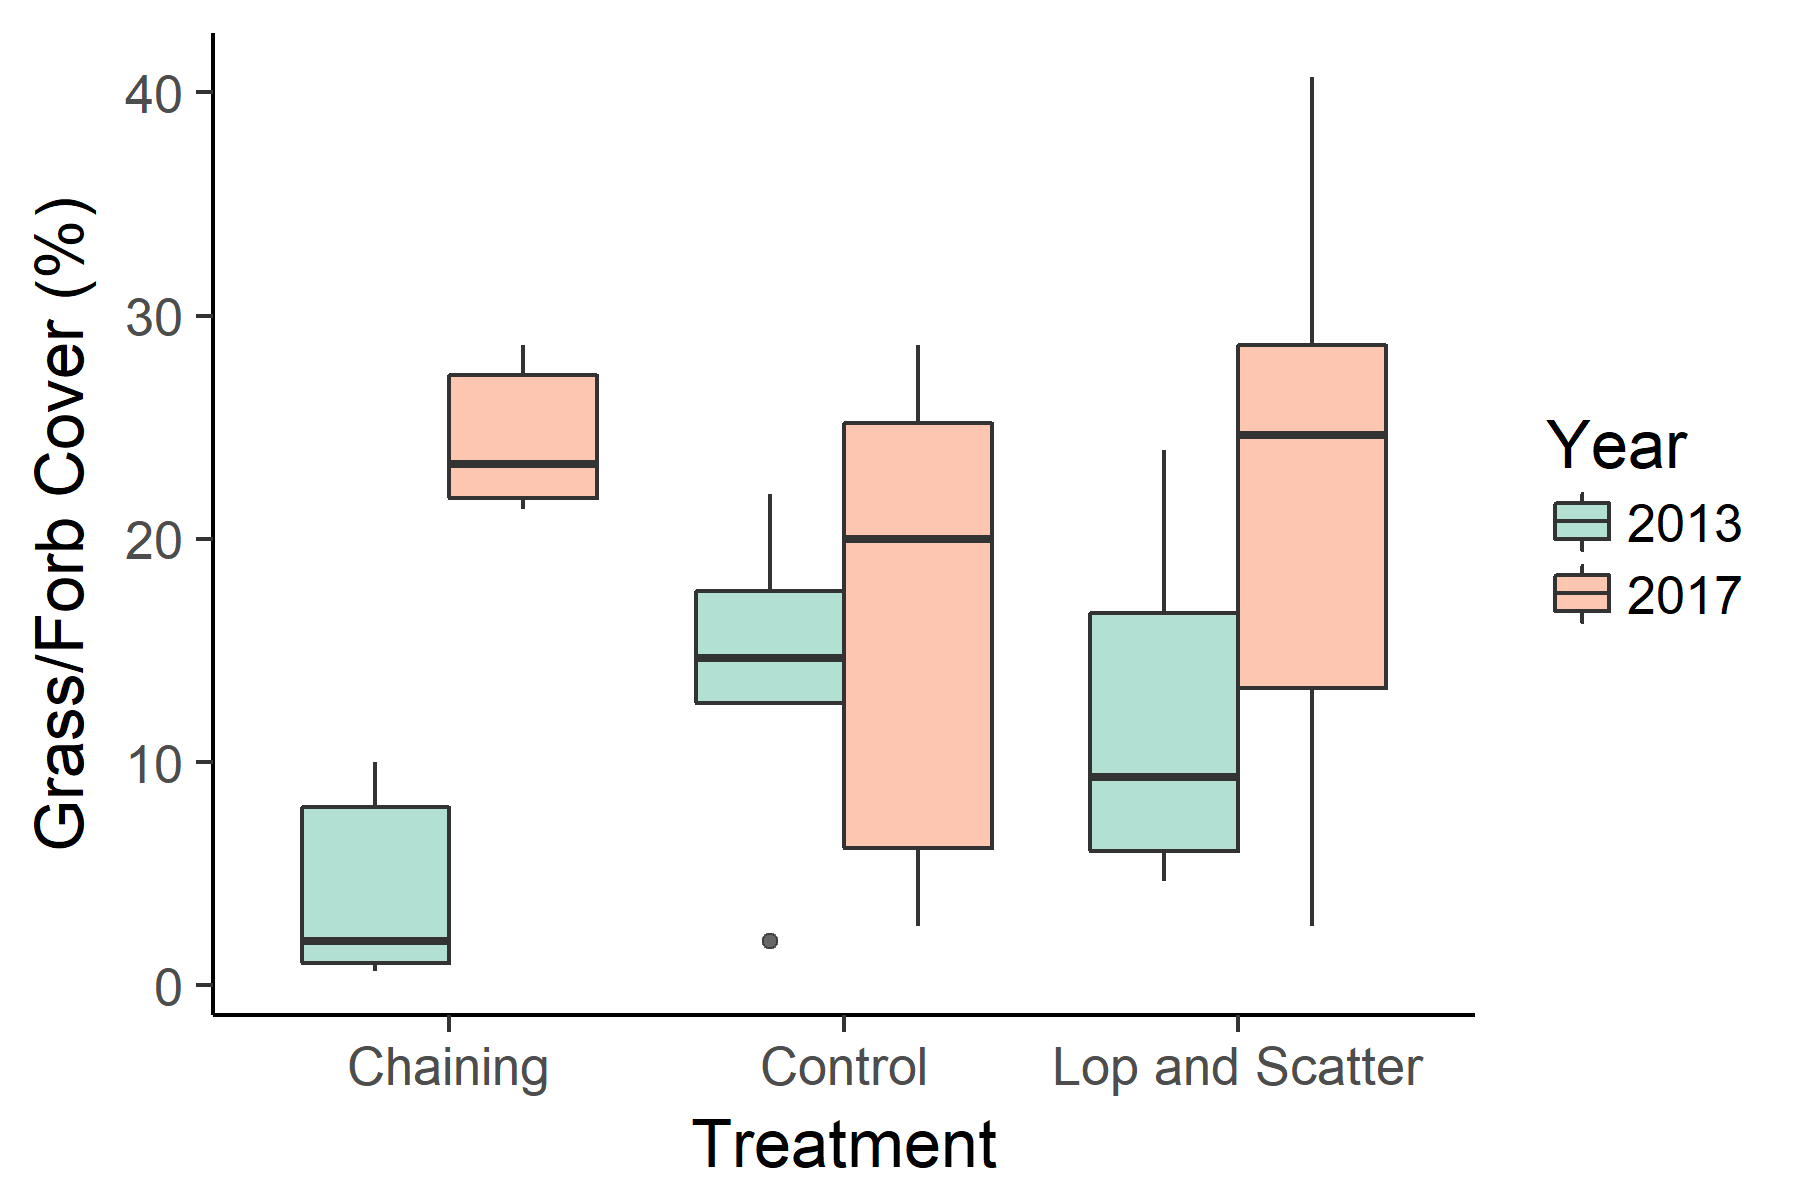 Grass/Forb Cover (%)
40
30
20
10
0
Chaining
Control
Lop and Scatter
Treatment
Year
2013
2017